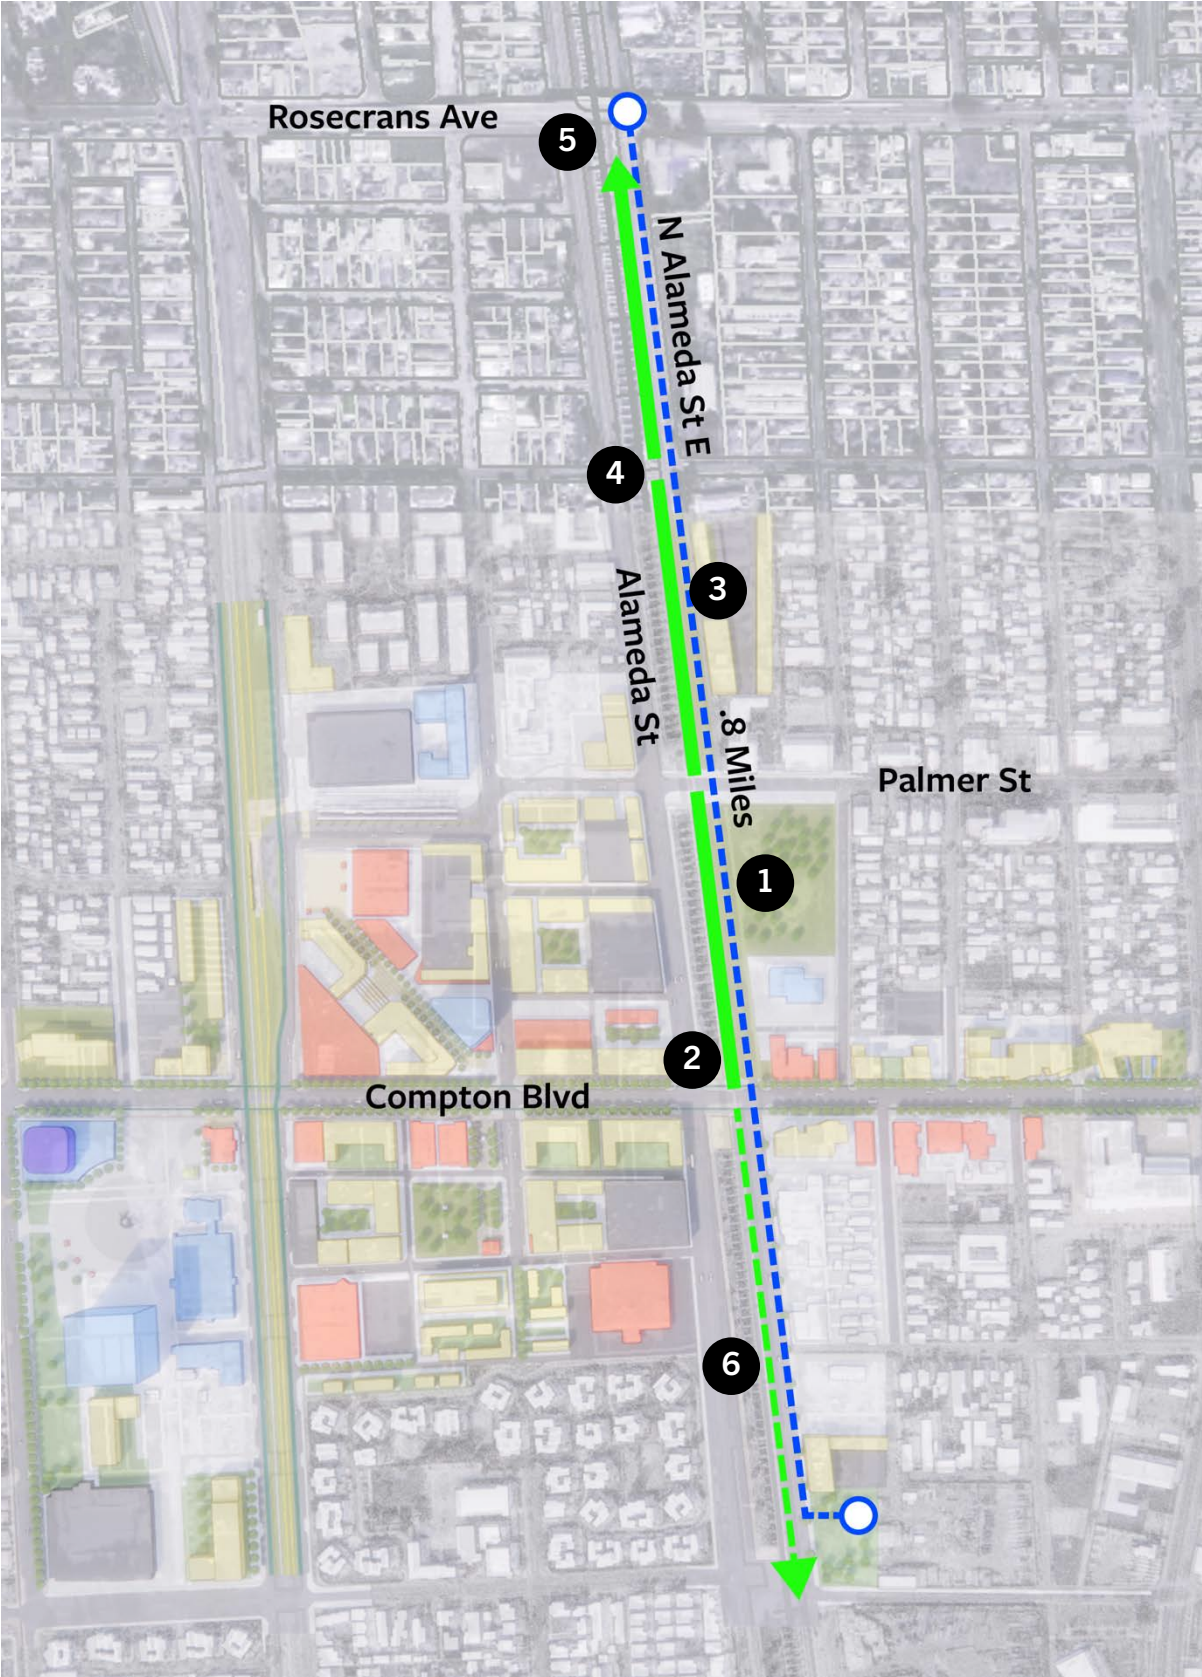 Rosecrans Ave
5
N Alameda St E
4
3
Alameda St
.8 Miles
Palmer St
1
2
Compton Blvd
6